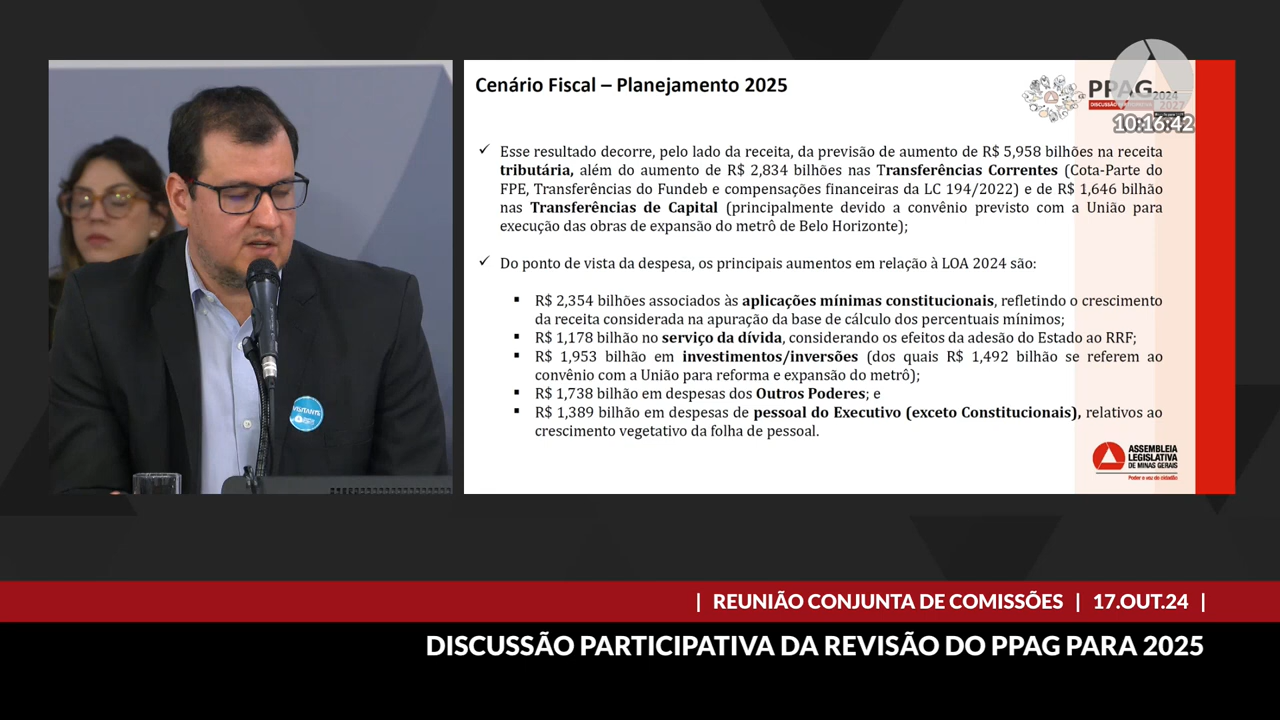 Cenário Fiscal – Planejamento 2025
PPAG
2024
2027
10:16:42
✓ Esse resultado decorre, pelo lado da receita, da previsão de aumento de R$ 5,958 bilhões na receita
tributária, além do aumento de R$ 2,834 bilhões nas Transferências Correntes (Cota-Parte do
FPE, Transferências do Fundeb e compensações financeiras da LC 194/2022) e de R$ 1,646 bilhão
nas Transferências de Capital (principalmente devido a convênio previsto com a União para
execução das obras de expansão do metrô de Belo Horizonte);
✓ Do ponto de vista da despesa, os principais aumentos em relação à LOA 2024 são:
▪ R$ 2,354 bilhões associados às aplicações mínimas constitucionais, refletindo o crescimento
da receita considerada na apuração da base de cálculo dos percentuais mínimos;
▪ R$ 1,178 bilhão no serviço da dívida, considerando os efeitos da adesão do Estado ao RRF;
▪ R$ 1,953 bilhão em investimentos/inversões (dos quais R$ 1,492 bilhão se referem ao
convênio com a União para reforma e expansão do metrô);
▪ R$ 1,738 bilhão em despesas dos Outros Poderes; e
▪ R$ 1,389 bilhão em despesas de pessoal do Executivo (exceto Constitucionais), relativos ao
crescimento vegetativo da folha de pessoal.
VISITANTE
ASSEMBLEIA
LEGISLATIVA
DE MINAS GERAIS
Poder e voz do cidadão
| REUNIÃO CONJUNTA DE COMISSÕES | 17.OUT.24 |
DISCUSSÃO PARTICIPATIVA DA REVISÃO DO PPAG PARA 2025